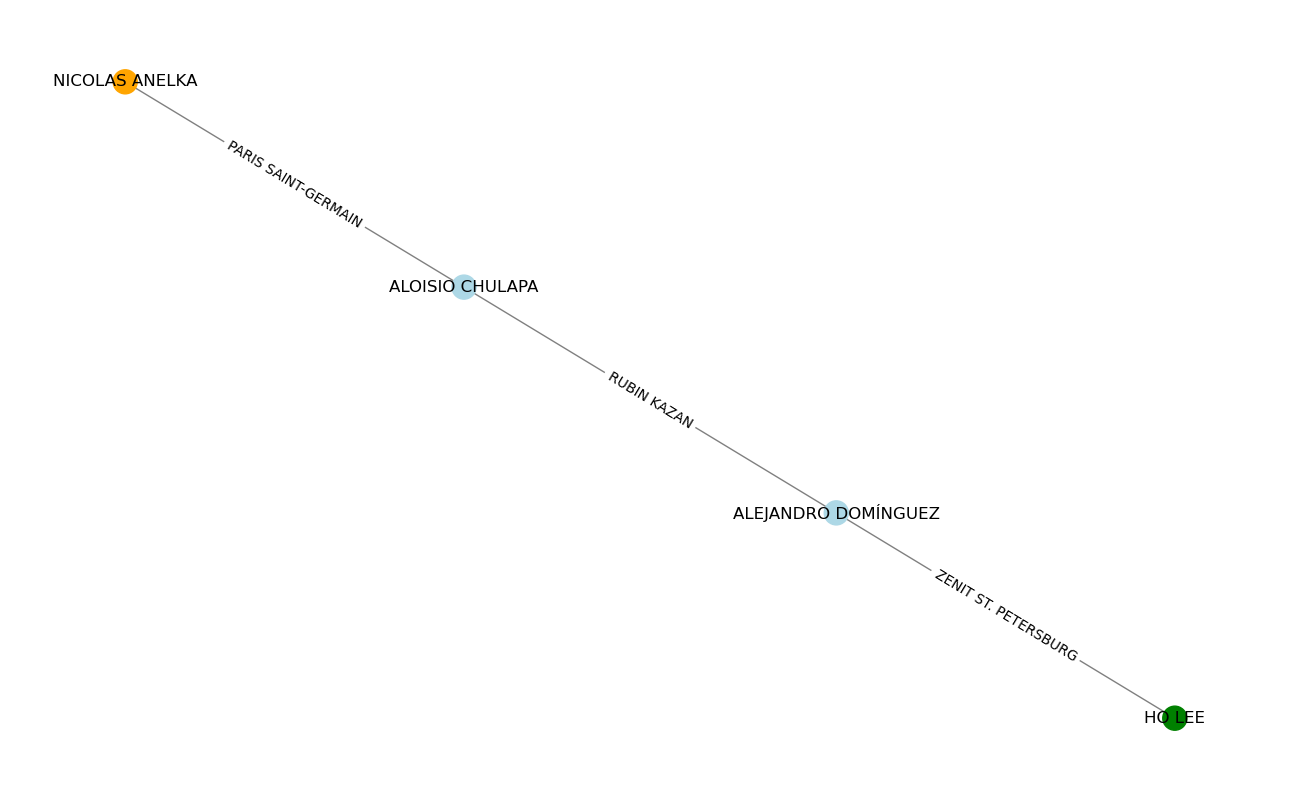 NICOLAS ANELKA
PARIS SAINT-GERMAIN
ALOISIO CHULAPA
RUBIN KAZAN
ALEJANDRO DOMÍNGUEZ
ZENIT ST. PETERSBURG
HO LEE